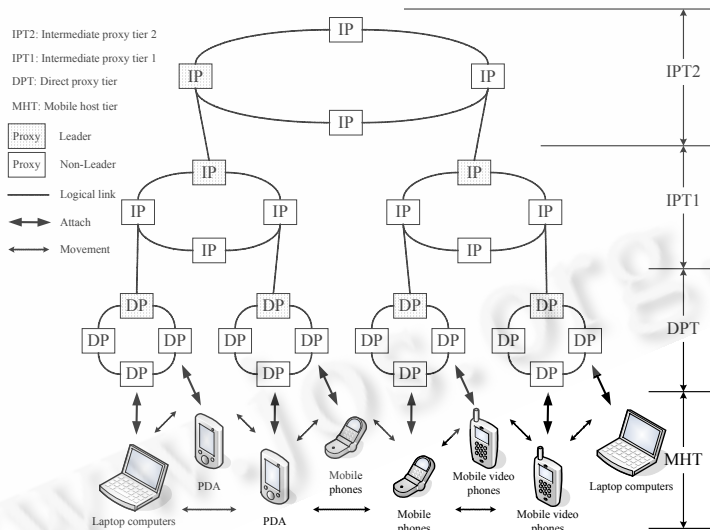 IPT2: Intermediate proxy tier 2
IPT1: Intermediate proxy tier 1
DPT: Direct proxy tier
MHT: Mobile host tier
Proxy Leader
Proxy Non-Leader
Logical link
Attach
Movement
IP
IP IP
IP
IPT2
IP IP
IP IP IP IP
IP IP
IPT1
DP DP DP DP
DP DP DP DP DP DP DP DP
DP DP DP DP
DPT
Laptop computers
PDA
PDA
Mobile
phones
Mobile
phones
Mobile video
phones
Mobile video
phones
Laptop computers
MHT
www.jos.org.